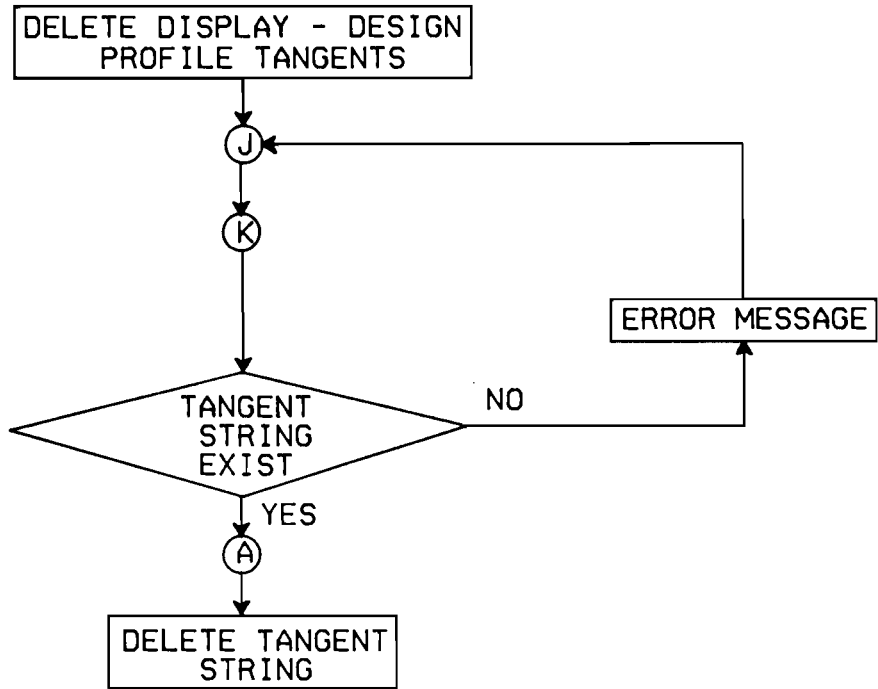 DELETE DISPLAY - DESIGN
PROFILE TANGENTS
J
K
ERROR MESSAGE
TANGENT
STRING
EXIST
NO
YES
A
DELETE TANGENT
STRING